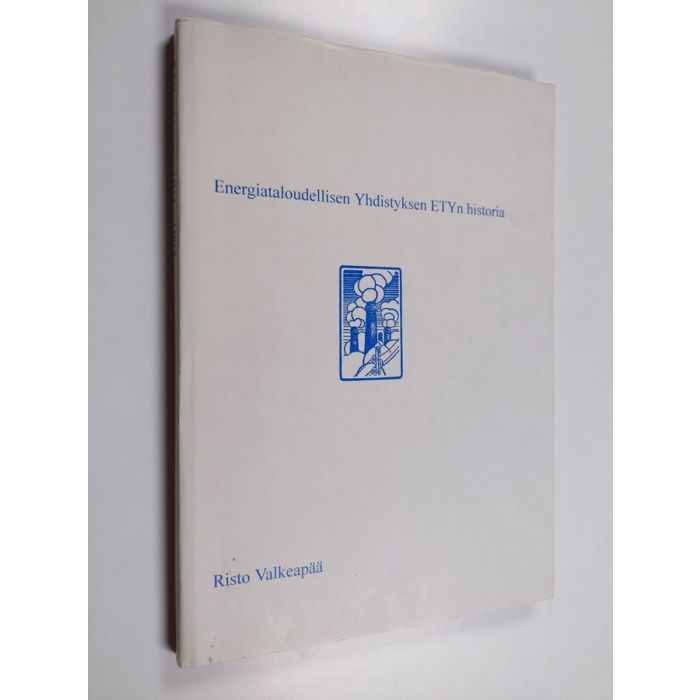 Energiataloudellisen Yhdistyksen ETYn historia
Risto Valkeapää